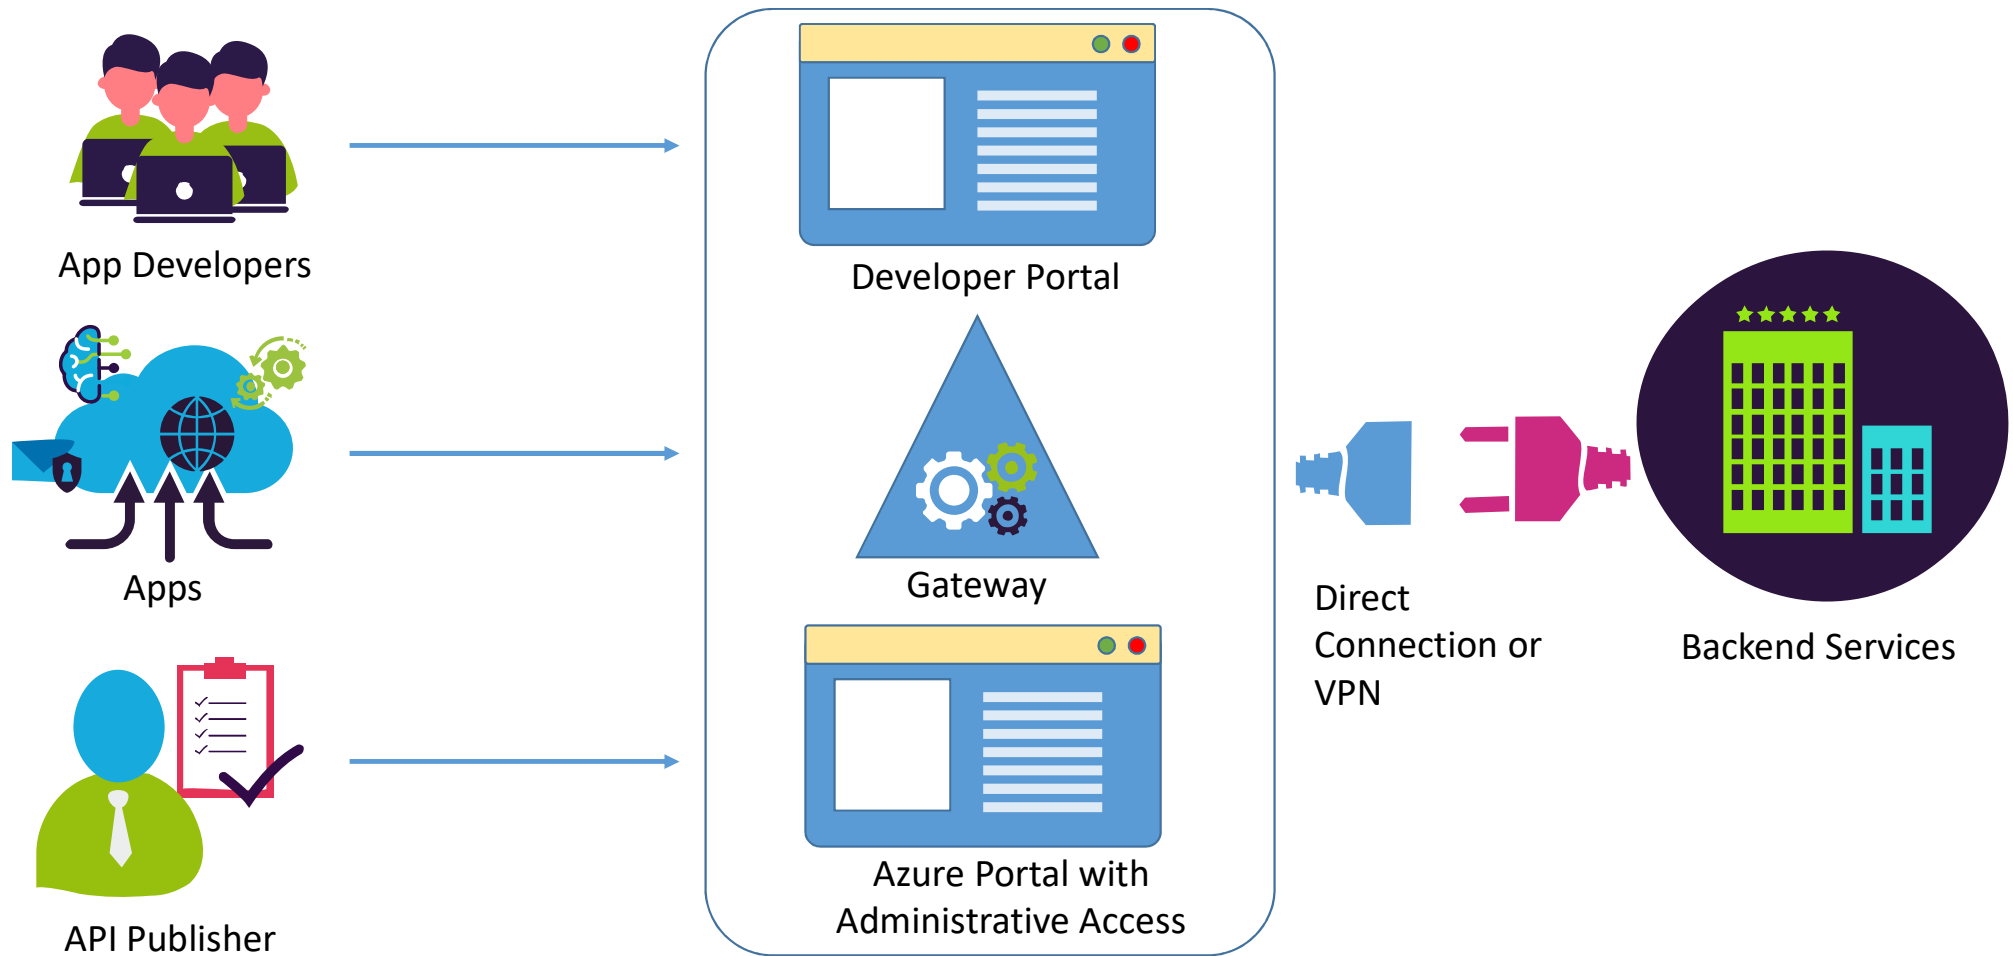 App Developers
Developer Portal
Apps
Gateway
Direct
Connection or
VPN
Backend Services
API Publisher
Azure Portal with
Administrative Access